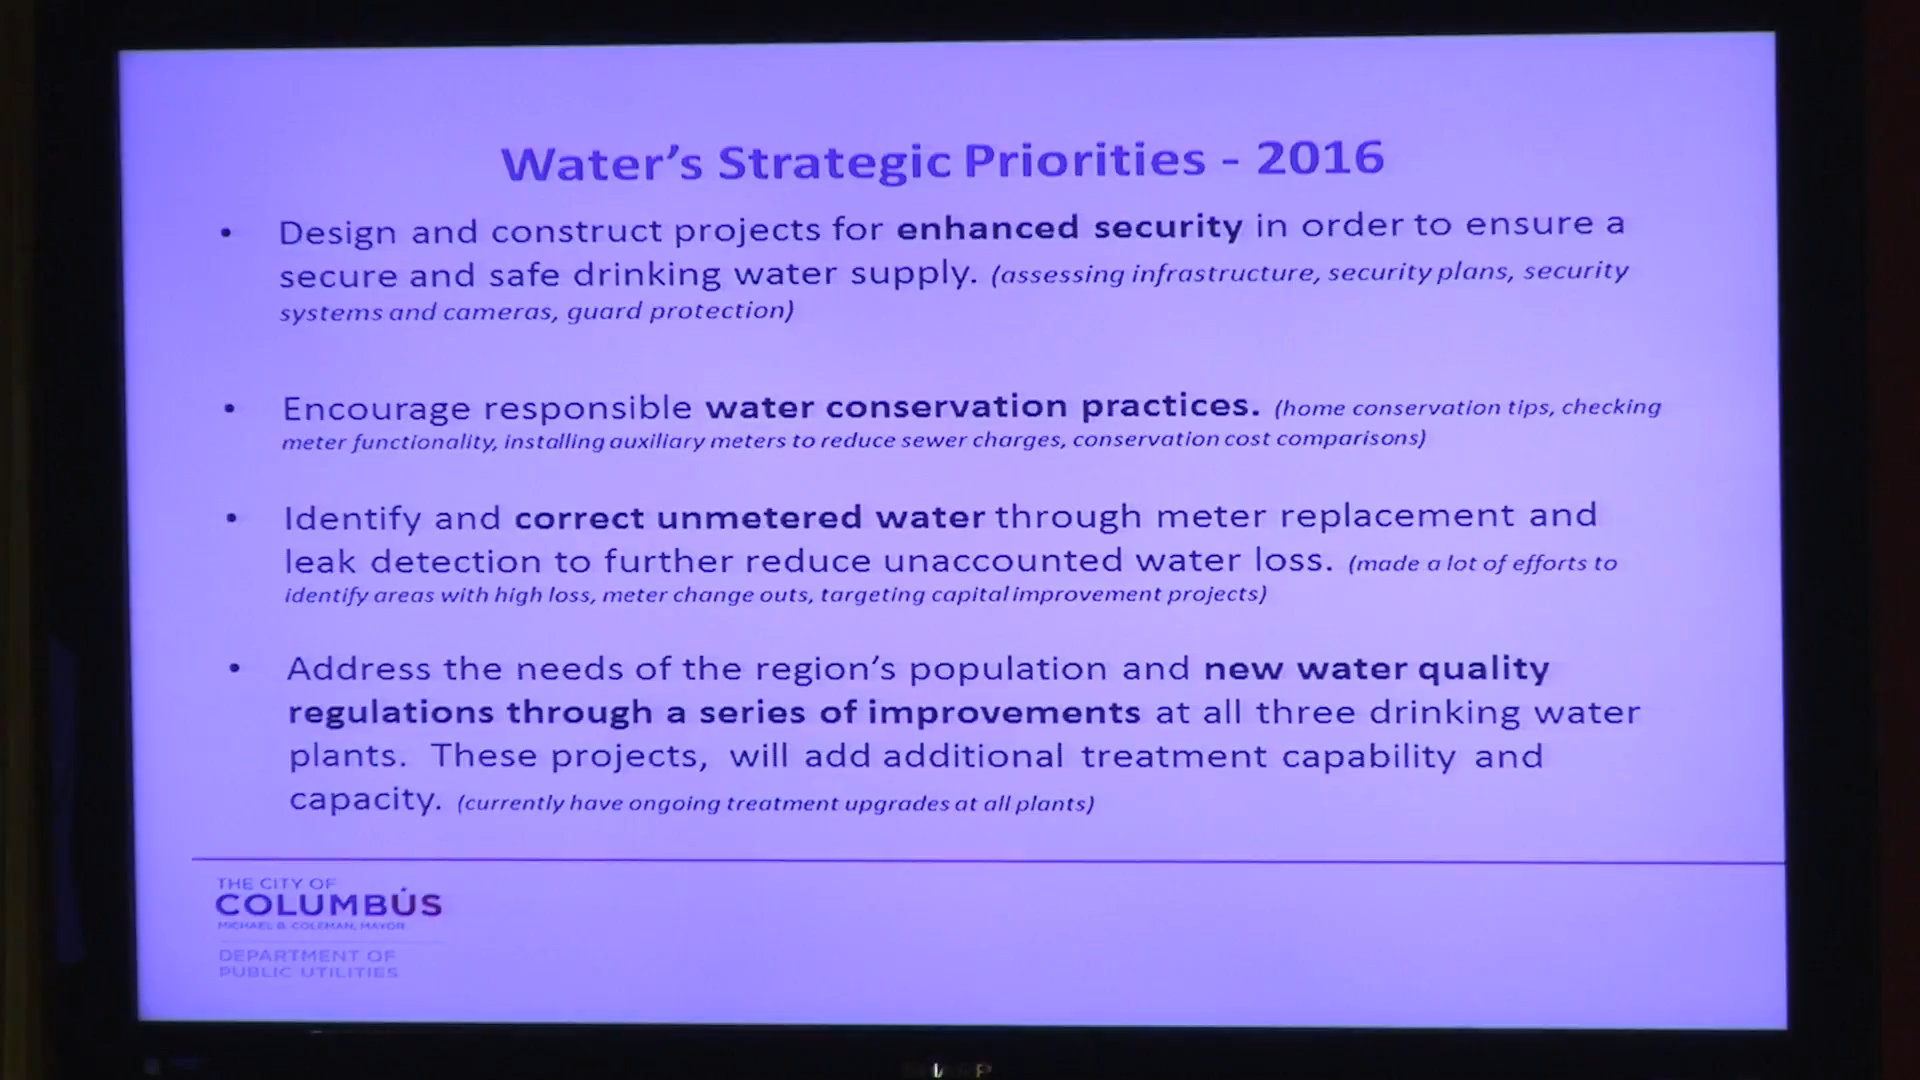 Water's Strategic Priorities - 2016
• Design and construct projects for enhanced security in order to ensure a
secure and safe drinking water supply. (assessing infrastructure, security plans, security
systems and cameras, guard protection)
• Encourage responsible water conservation practices. (home conservation tips, checking
meter functionality, installing auxiliary meters to reduce sewer charges, conservation cost comparisons)
• Identify and correct unmetered water through meter replacement and
leak detection to further reduce unaccounted water loss. (made a lot of efforts to
identify areas with high loss, meter change outs, targeting capital improvement projects)
• Address the needs of the region's population and new water quality
regulations through a series of improvements at all three drinking water
plants. These projects, will add additional treatment capability and
capacity. (currently have ongoing treatment upgrades at all plants)
THE CITY OF
COLUMBÚS
MICHAEL B. COLEMAN, MAYOR
DEPARTMENT OF
PUBLIC UTILITIES